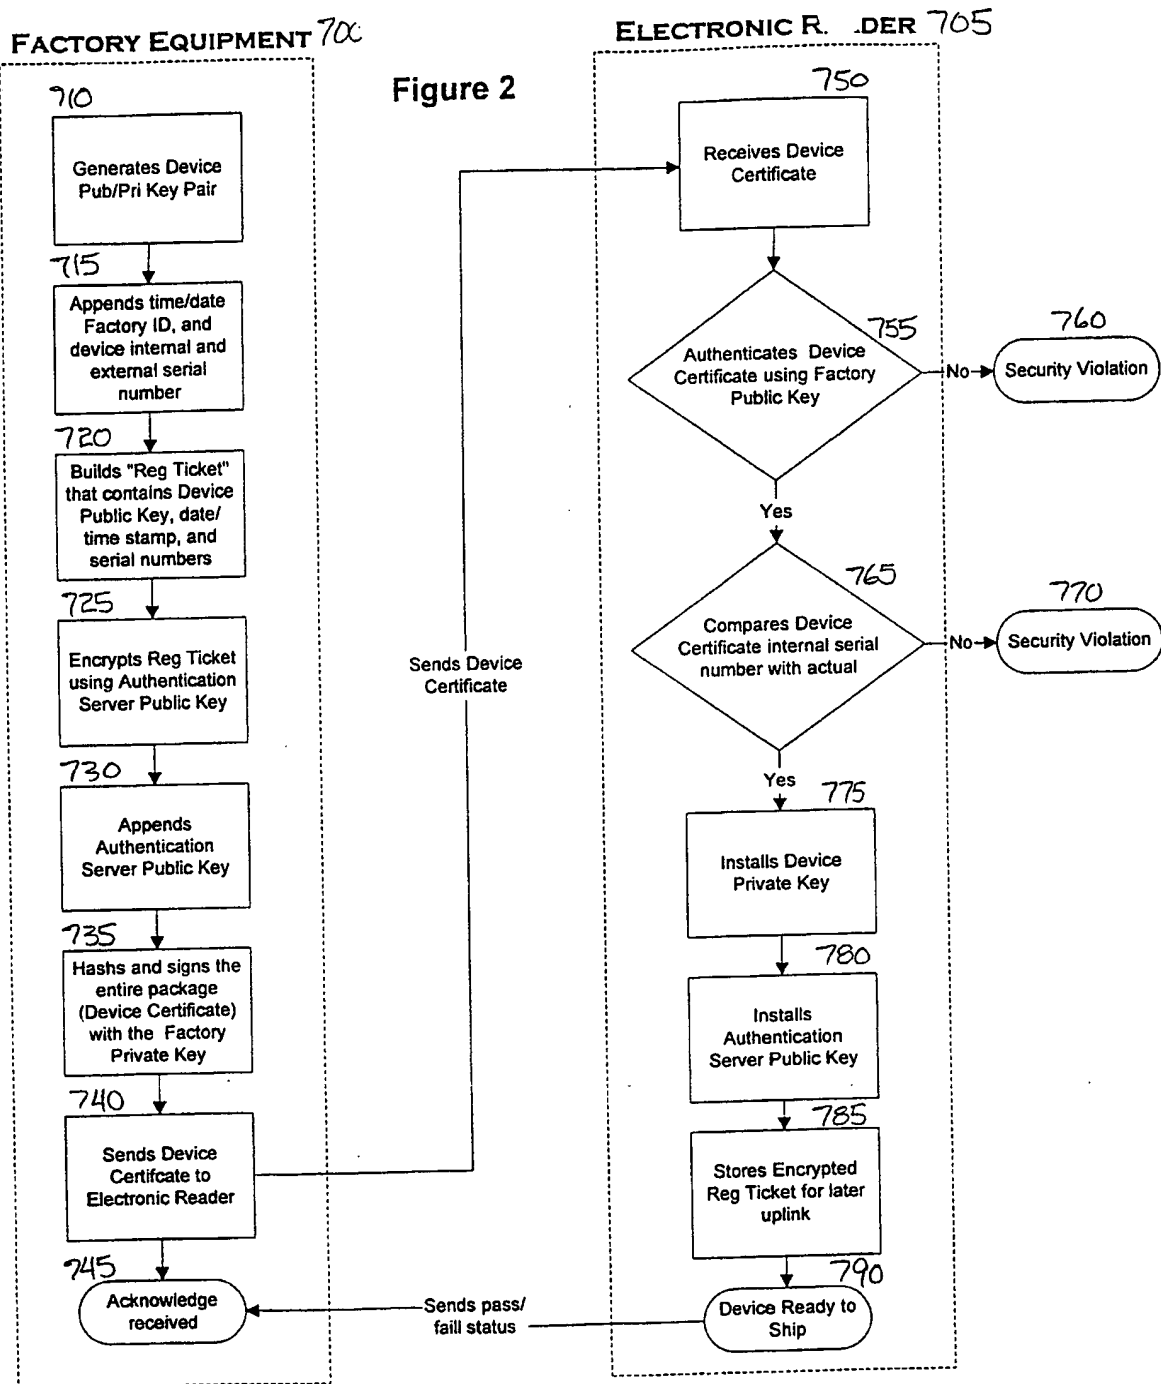 FACTORY EQUIPMENT 700
ELECTRONIC R. .DER 705
Figure 2
710
Generates Device
Pub/Pri Key Pair
715
Appends time/date
Factory ID, and
device internal and
external serial
number
720
Builds "Reg Ticket"
that contains Device
Public Key, date/
time stamp, and
serial numbers
725
Encrypts Reg Ticket
using Authentication
Server Public Key
730
Appends
Authentication
Server Public Key
735
Hashs and signs the
entire package
(Device Certificate)
with the Factory
Private Key
740
Sends Device
Certifcate to
Electronic Reader
745
Acknowledge
received
Sends Device
Certificate
Sends pass/
faill status
750
Receives Device
Certificate
755
Authenticates Device
Certificate using Factory
Public Key
No
760
Security Violation
Yes
765
Compares Device
Certificate internal serial
number with actual
No
770
Security Violation
Yes
775
Installs Device
Private Key
780
Installs
Authentication
Server Public Key
785
Stores Encrypted
Reg Ticket for later
uplink
790
Device Ready to
Ship